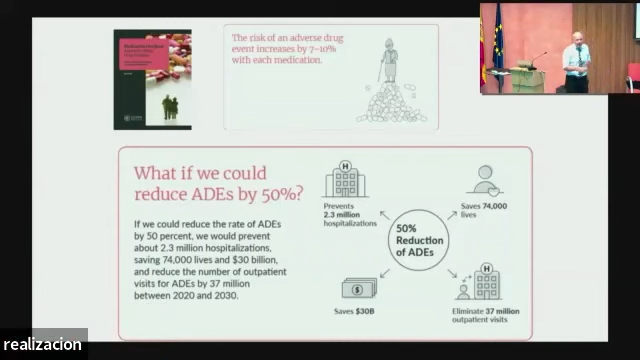 The risk of an adverse drug
event increases by 7–10%
with each medication.
What if we could
reduce ADEs by 50%?
If we could reduce the rate of ADEs
by 50 percent, we would prevent
about 2.3 million hospitalizations,
saving 74,000 lives and $30 billion,
and reduce the number of outpatient
visits for ADEs by 37 million
between 2020 and 2030.
H
Prevents
2.3 million
hospitalizations
Saves 74,000
lives
50%
Reduction
of ADEs
$
Saves $30B
H
Eliminate 37 million
outpatient visits
realizacion